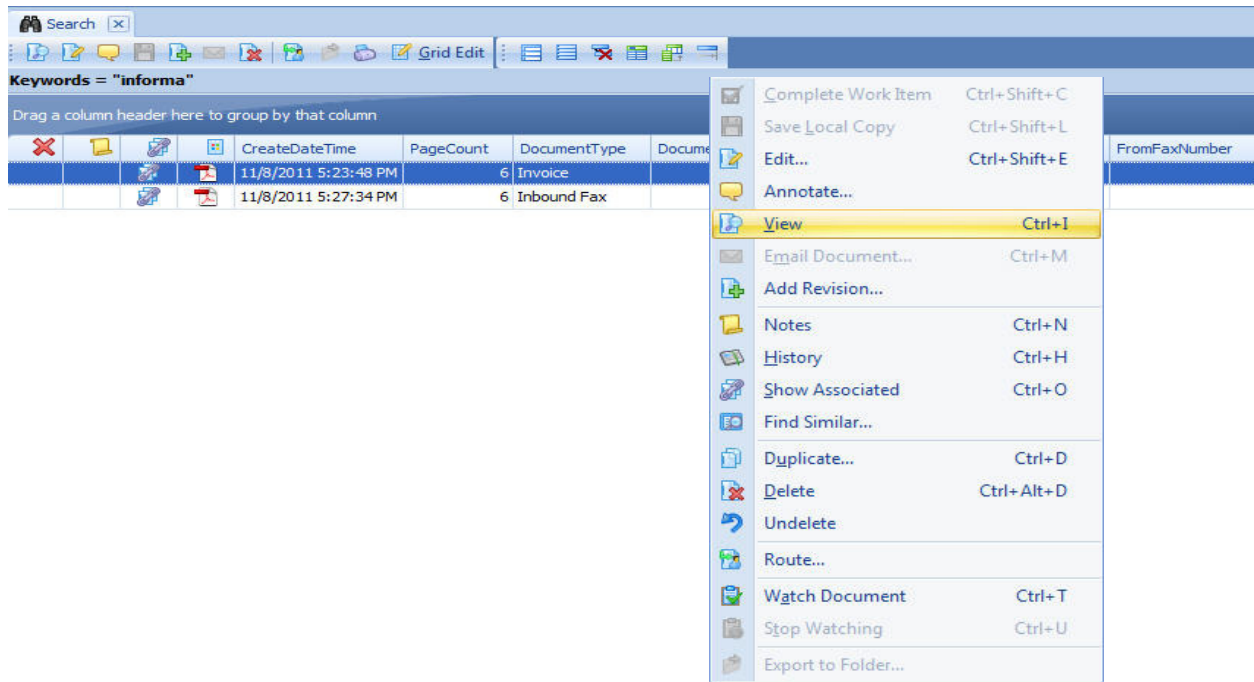 Search
Grid Edit
Keywords = "informa"
Drag a column header here to group by that column
CreateDateTime PageCount DocumentType Docume FromFaxNumber
11/8/2011 5:23:48 PM 6 Invoice
11/8/2011 5:27:34 PM 6 Inbound Fax
Complete Work Item Ctrl+Shift+C
Save Local Copy Ctrl+Shift+L
Edit... Ctrl+Shift+E
Annotate...
View Ctrl+I
Email Document... Ctrl+M
Add Revision...
Notes Ctrl+N
History Ctrl+H
Show Associated Ctrl+O
Find Similar...
Duplicate... Ctrl+D
Delete Ctrl+Alt+D
Undelete
Route...
Watch Document Ctrl+T
Stop Watching Ctrl+U
Export to Folder...